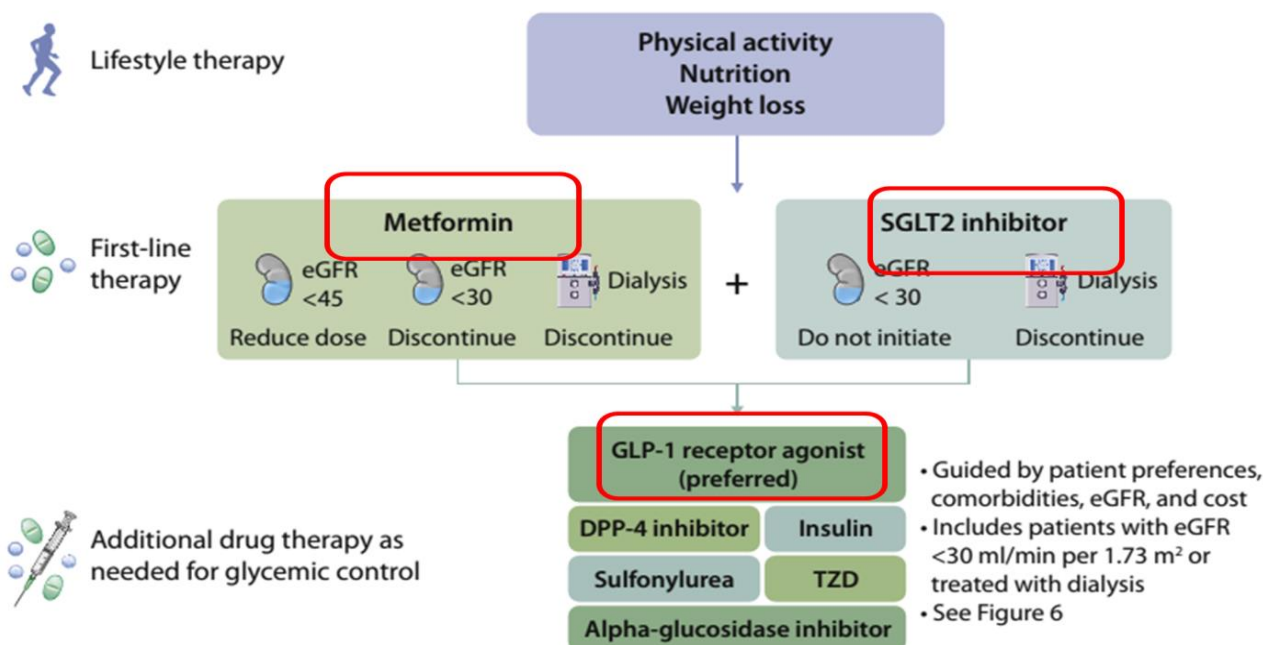 Lifestyle therapy
Physical activity
Nutrition
Weight loss
First-line
therapy
Metformin
eGFR
<45
Reduce dose
eGFR
<30
Discontinue
Dialysis
Discontinue
+
SGLT2 inhibitor
eGFR
< 30
Do not initiate
Dialysis
Discontinue
Additional drug therapy as
needed for glycemic control
GLP-1 receptor agonist
(preferred)
DPP-4 inhibitor
Insulin
Sulfonylurea
TZD
Alpha-glucosidase inhibitor
• Guided by patient preferences,
comorbidities, eGFR, and cost
• Includes patients with eGFR
<30 ml/min per 1.73 m² or
treated with dialysis
• See Figure 6